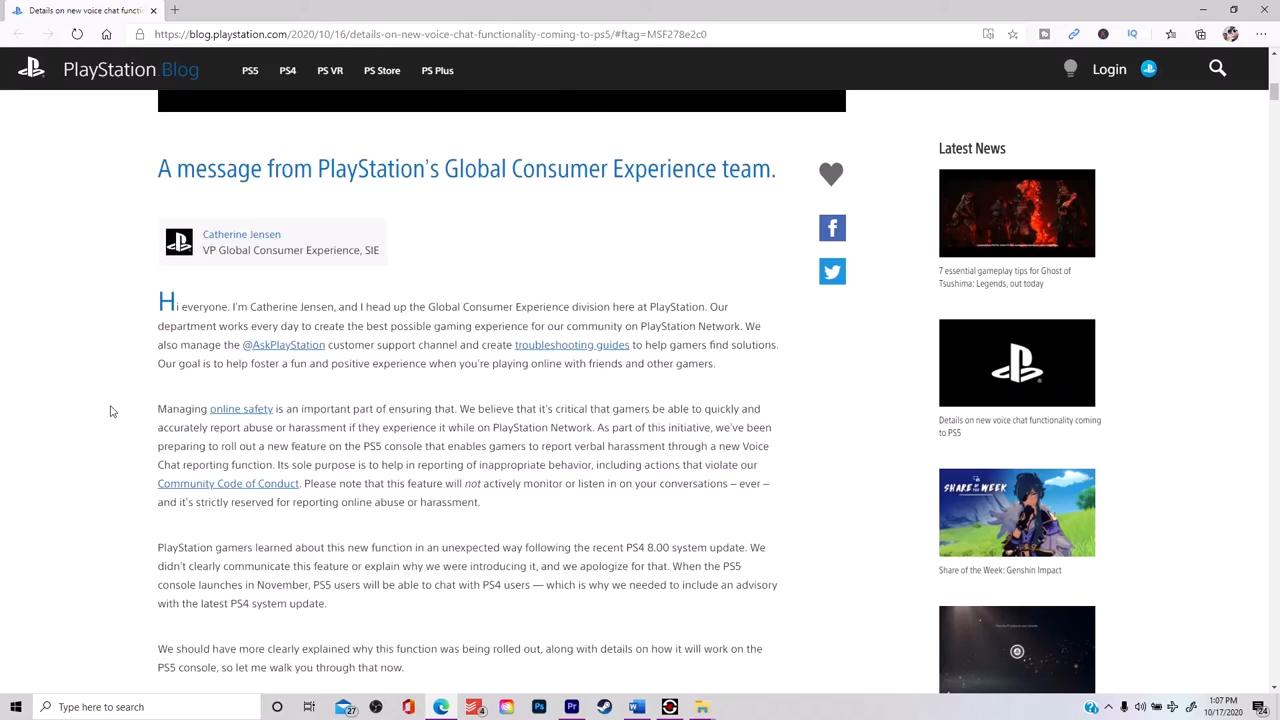 Details on new voice chat functi
https://blog.playstation.com/2020/10/16/details-on-new-voice-chat-functionality-coming-to-ps5/#ftag=MSF278e2c0
PlayStation.Blog
PS5
PS4
PS VR
PS Store
PS Plus
Login
A message from PlayStation's Global Consumer Experience team.
Catherine Jensen
VP Global Consumer Experience, SIE
Hi everyone. I'm Catherine Jensen, and I head up the Global Consumer Experience division here at PlayStation. Our
department works every day to create the best possible gaming experience for our community on PlayStation Network. We
also manage the @AskPlayStation customer support channel and create troubleshooting guides to help gamers find solutions.
Our goal is to help foster a fun and positive experience when you're playing online with friends and other gamers.
Managing online safety is an important part of ensuring that. We believe that it's critical that gamers be able to quickly and
accurately report abuse or harassment if they experience it while on PlayStation Network. As part of this initiative, we've been
preparing to roll out a new feature on the PS5 console that enables gamers to report verbal harassment through a new Voice
Chat reporting function. Its sole purpose is to help in reporting of inappropriate behavior, including actions that violate our
Community Code of Conduct. Please note that this feature will not actively monitor or listen in on your conversations – ever –
and it's strictly reserved for reporting online abuse or harassment.
PlayStation gamers learned about this new function in an unexpected way following the recent PS4 8.00 system update. We
didn't clearly communicate this feature or explain why we were introducing it, and we apologize for that. When the PS5
console launches in November, PS5 users will be able to chat with PS4 users — which is why we needed to include an advisory
with the latest PS4 system update.
We should have more clearly explained why this function was being rolled out, along with details on how it will work on the
PS5 console, so let me walk you through that now.
Latest News
7 essential gameplay tips for Ghost of
Tsushima: Legends, out today
Details on new voice chat functionality coming
to PS5
SHARE OF THE WEEK
Share of the Week: Genshin Impact
Type here to search
27
4
1:07 PM
10/17/2020
24